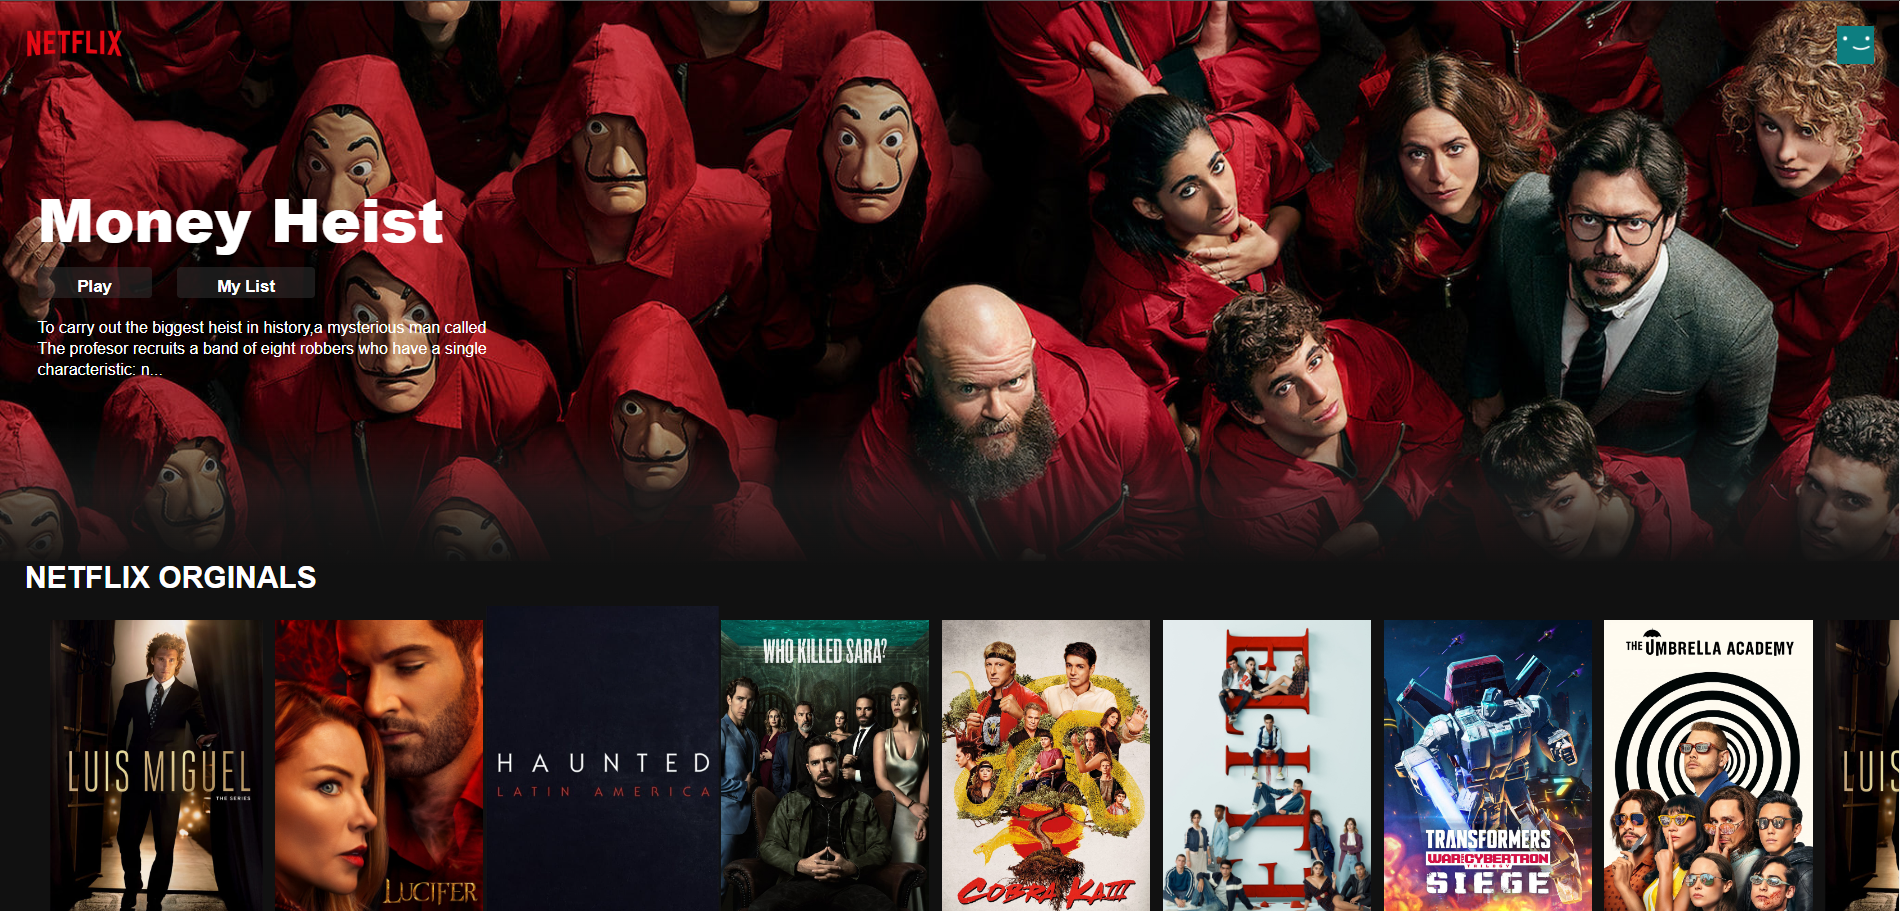 NETFLIX
Money Heist
Play
My List
To carry out the biggest heist in history,a mysterious man called
The profesor recruits a band of eight robbers who have a single
characteristic: n...
NETFLIX ORGINALS
LUIS MIGUEL
THE SERIES
LUCIFER
HAUNTED
LATIN AMERICA
WHO KILLED SARA?
COBRA KAI III
ELITE
TRANSFORMERS
WAR FOR CYBERTRON
TRILOGY
SIEGE
THE UMBRELLA ACADEMY
LUIS